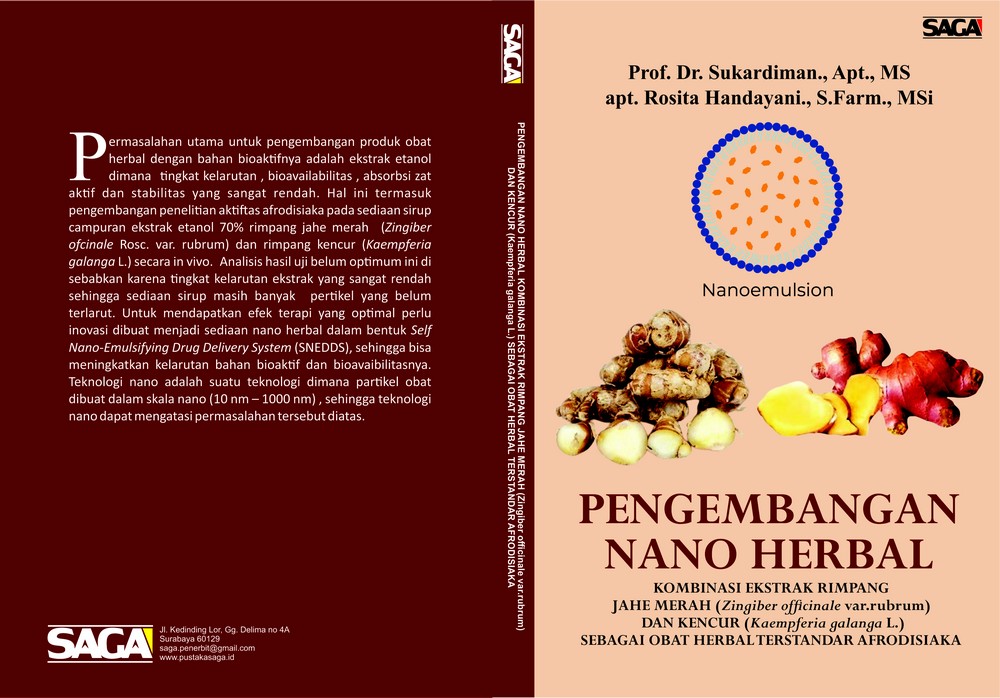 Permasalahan utama untuk pengembangan produk obat
herbal dengan bahan bioaktifnya adalah ekstrak etanol
dimana tingkat kelarutan , bioavailabilitas , absorbsi zat
aktif dan stabilitas yang sangat rendah. Hal ini termasuk
pengembangan penelitian aktiftas afrodisiaka pada sediaan sirup
campuran ekstrak etanol 70% rimpang jahe merah (Zingiber
ofcinale Rosc. var. rubrum) dan rimpang kencur (Kaempferia
galanga L.) secara in vivo. Analisis hasil uji belum optimum ini di
sebabkan karena tingkat kelarutan ekstrak yang sangat rendah
sehingga sediaan sirup masih banyak pertikel yang belum
terlarut. Untuk mendapatkan efek terapi yang optimal perlu
inovasi dibuat menjadi sediaan nano herbal dalam bentuk Self
Nano-Emulsifying Drug Delivery System (SNEDDS), sehingga bisa
meningkatkan kelarutan bahan bioaktif dan bioavaibilitasnya.
Teknologi nano adalah suatu teknologi dimana partikel obat
dibuat dalam skala nano (10 nm – 1000 nm) , sehingga teknologi
nano dapat mengatasi permasalahan tersebut diatas.
SAGA
Jl. Kedinding Lor, Gg. Delima no 4A
Surabaya 60129
saga.penerbit@gmail.com
www.pustakasaga.id
SAGA
PENGEMBANGAN NANO HERBAL KOMBINASI EKSTRAK RIMPANG JAHE MERAH (Zingiber officinale var.rubrum)
DAN KENCUR (Kaempferia galanga L.) SEBAGAI OBAT HERBAL TERSTANDAR AFRODISIAKA
SAGA
Prof. Dr. Sukardiman., Apt., MS
apt. Rosita Handayani., S.Farm., MSi
Nanoemulsion
PENGEMBANGAN
NANO HERBAL
KOMBINASI EKSTRAK RIMPANG
JAHE MERAH (Zingiber officinale var.rubrum)
DAN KENCUR (Kaempferia galanga L.)
SEBAGAI OBAT HERBAL TERSTANDAR AFRODISIAKA